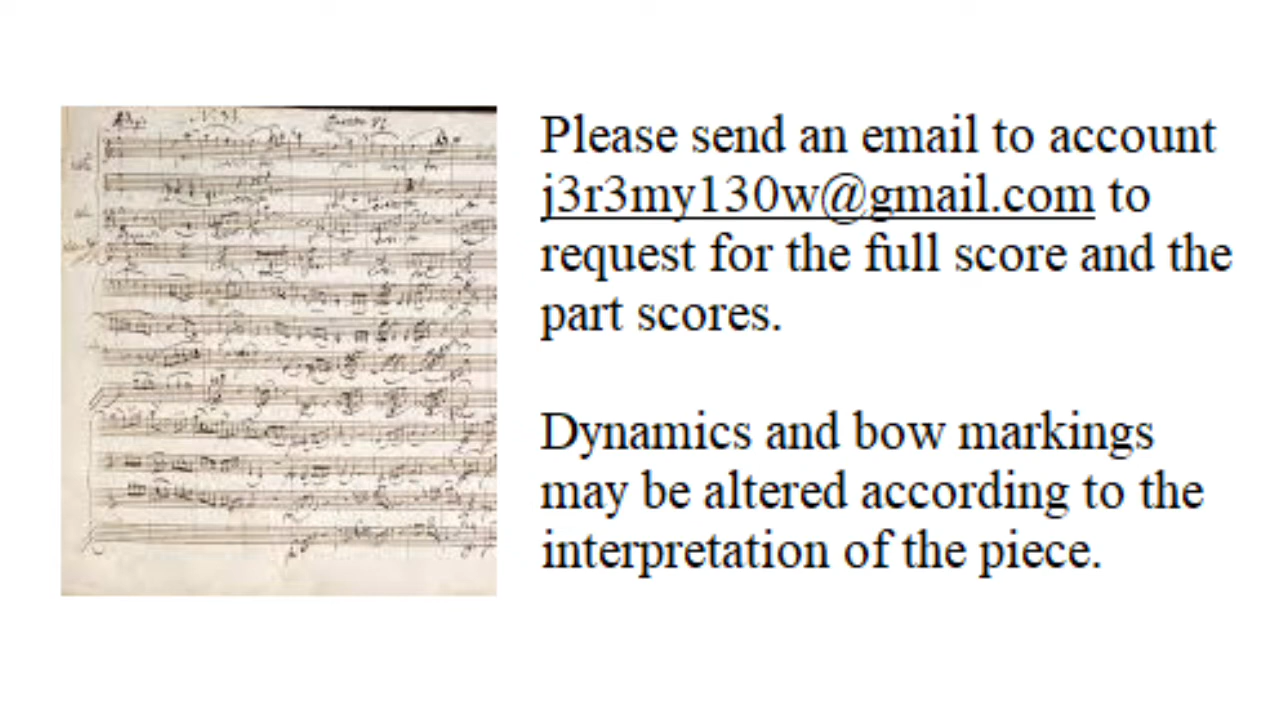 Please send an email to account
j3r3my130w@gmail.com to
request for the full score and the
part scores.
Dynamics and bow markings
may be altered according to the
interpretation of the piece.